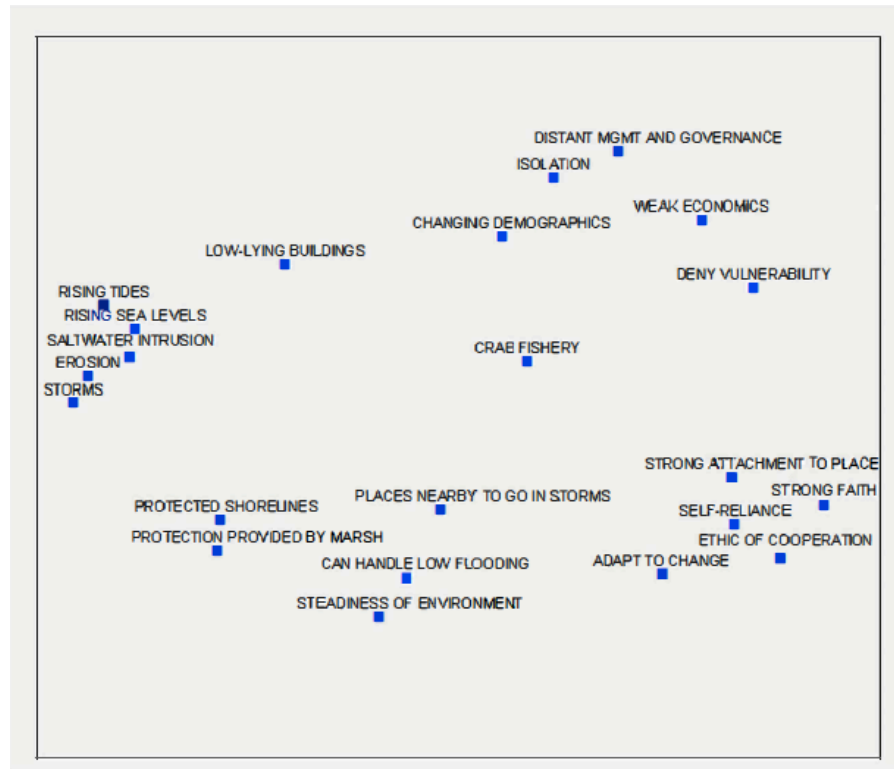 DISTANT MGMT AND GOVERNANCE
ISOLATION
WEAK ECONOMICS
CHANGING DEMOGRAPHICS
LOW-LYING BUILDINGS
DENY VULNERABILITY
RISING TIDES
RISING SEA LEVELS
SALTWATER INTRUSION
CRAB FISHERY
EROSION
STORMS
STRONG ATTACHMENT TO PLACE
STRONG FAITH
PLACES NEARBY TO GO IN STORMS
PROTECTED SHORELINES
SELF-RELIANCE
PROTECTION PROVIDED BY MARSH
ETHIC OF COOPERATION
CAN HANDLE LOW FLOODING
ADAPT TO CHANGE
STEADINESS OF ENVIRONMENT